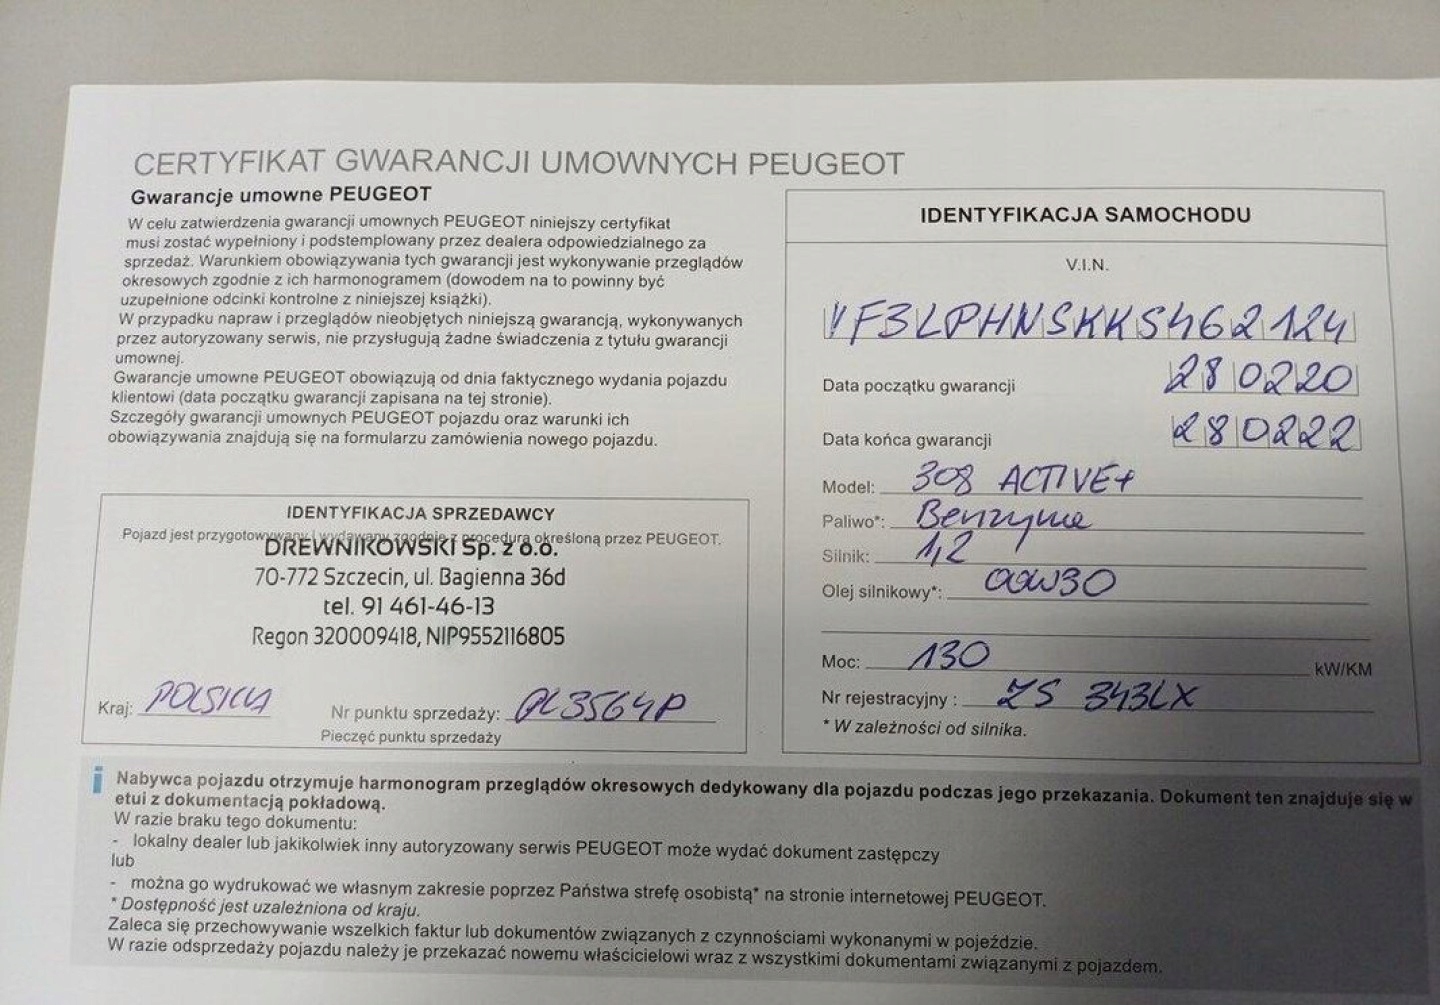 CERTYFIKAT GWARANCJI UMOWNYCH PEUGEOT
Gwarancje umowne PEUGEOT
W celu zatwierdzenia gwarancji umownych PEUGEOT niniejszy certyfikat
musi zostać wypełniony i podstemplowany przez dealera odpowiedzialnego za
sprzedaż. Warunkiem obowiązywania tych gwarancji jest wykonywanie przeglądów
okresowych zgodnie z ich harmonogramem (dowodem na to powinny być
uzupełnione odcinki kontrolne z niniejszej książki).
W przypadku napraw i przeglądów nieobjętych niniejszą gwarancją, wykonywanych
przez autoryzowany serwis, nie przysługują żadne świadczenia z tytułu gwarancji
umownej.
Gwarancje umowne PEUGEOT obowiązują od dnia faktycznego wydania pojazdu
klientowi (data początku gwarancji zapisana na tej stronie).
Szczegóły gwarancji umownych PEUGEOT pojazdu oraz warunki ich
obowiązywania znajdują się na formularzu zamówienia nowego pojazdu.
IDENTYFIKACJA SPRZEDAWCY
Pojazd jest przygotowywany i wydawany zgodnie z procedurą określoną przez PEUGEOT.
DREWNIKOWSKI Sp. z o.o.
70-772 Szczecin, ul. Bagienna 36d
tel. 91 461-46-13
Regon 320009418, NIP9552116805
Kraj: POLSKA Nr punktu sprzedaży: PL3564P
Pieczęć punktu sprzedaży
IDENTYFIKACJA SAMOCHODU
V.I.N.
VF3LPHNSKKS462124
Data początku gwarancji 280220
Data końca gwarancji 280222
Model: 308 ACTIVE+
Paliwo*: Benzyna
Silnik: 1,2
Olej silnikowy*: 00W30
Moc: 130 kW/KM
Nr rejestracyjny : ZS 343LX
* W zależności od silnika.
i Nabywca pojazdu otrzymuje harmonogram przeglądów okresowych dedykowany dla pojazdu podczas jego przekazania. Dokument ten znajduje się w
etui z dokumentacją pokładową.
W razie braku tego dokumentu:
- lokalny dealer lub jakikolwiek inny autoryzowany serwis PEUGEOT może wydać dokument zastępczy
lub
- można go wydrukować we własnym zakresie poprzez Państwa strefę osobistą* na stronie internetowej PEUGEOT.
* Dostępność jest uzależniona od kraju.
Zaleca się przechowywanie wszelkich faktur lub dokumentów związanych z czynnościami wykonanymi w pojeździe.
W razie odsprzedaży pojazdu należy je przekazać nowemu właścicielowi wraz z wszystkimi dokumentami związanymi z pojazdem.